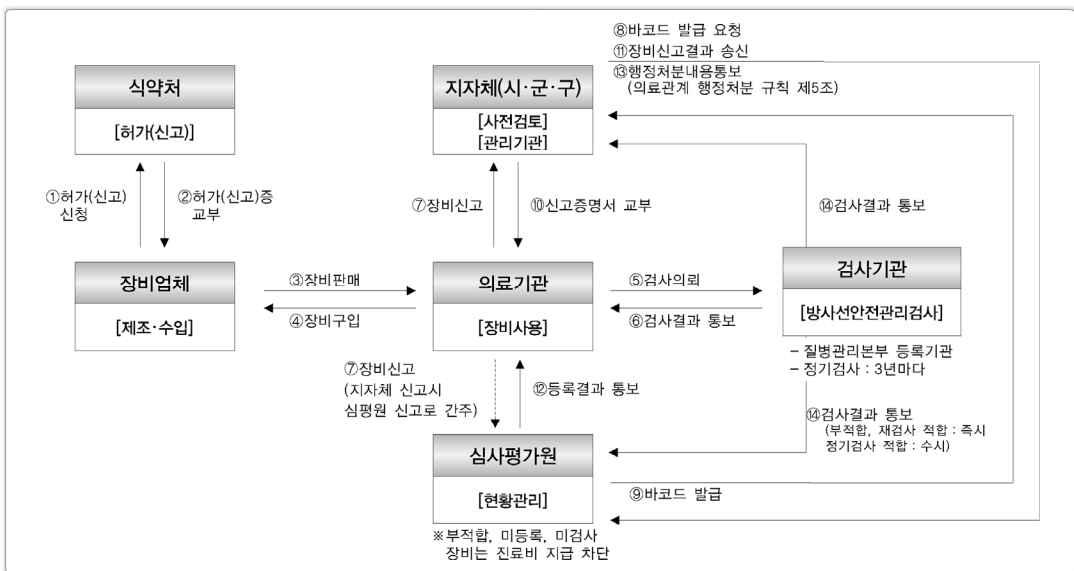 ⑧바코드 발급 요청
⑪장비신고결과 송신
⑬행정처분내용통보
(의료관계 행정처분 규칙 제5조)
식약처
[허가(신고)]
지자체(시·군·구)
[사전검토]
[관리기관]
①허가(신고)
신청
②허가(신고)증
교부
⑦장비신고
⑩신고증명서 교부
⑭검사결과 통보
장비업체
[제조·수입]
③장비판매
④장비구입
의료기관
[장비사용]
⑤검사의뢰
⑥검사결과 통보
검사기관
[방사선안전관리검사]
- 질병관리본부 등록기관
- 정기검사 : 3년마다
⑦장비신고
(지자체 신고시
심평원 신고로 간주)
⑫등록결과 통보
⑭검사결과 통보
(부적합, 재검사 적합 : 즉시
정기검사 적합 : 수시)
심사평가원
[현황관리]
⑨바코드 발급
※부적합, 미등록, 미검사
장비는 진료비 지급 차단